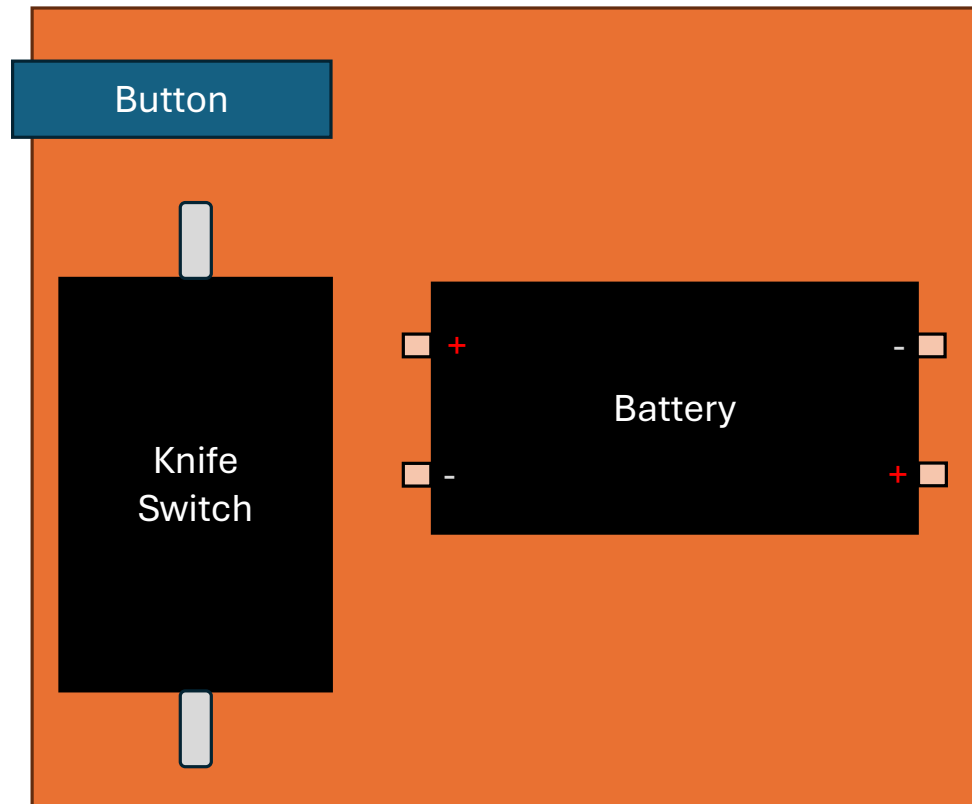 Button
+
-
Battery
Knife
Switch
-
+